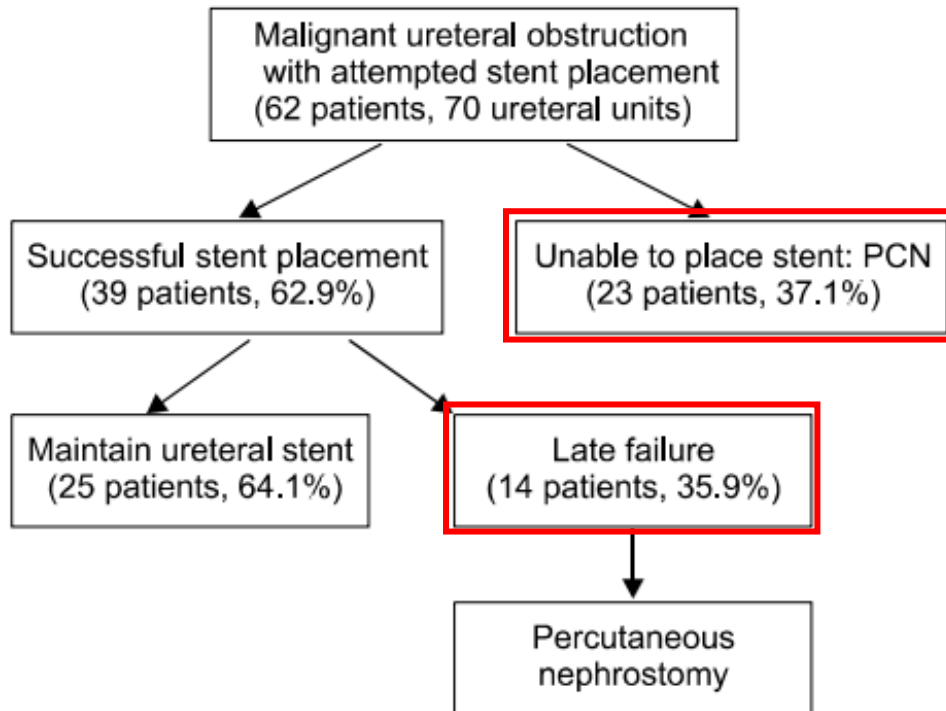 Malignant ureteral obstruction
with attempted stent placement
(62 patients, 70 ureteral units)
Successful stent placement
(39 patients, 62.9%)
Unable to place stent: PCN
(23 patients, 37.1%)
Maintain ureteral stent
(25 patients, 64.1%)
Late failure
(14 patients, 35.9%)
Percutaneous
nephrostomy